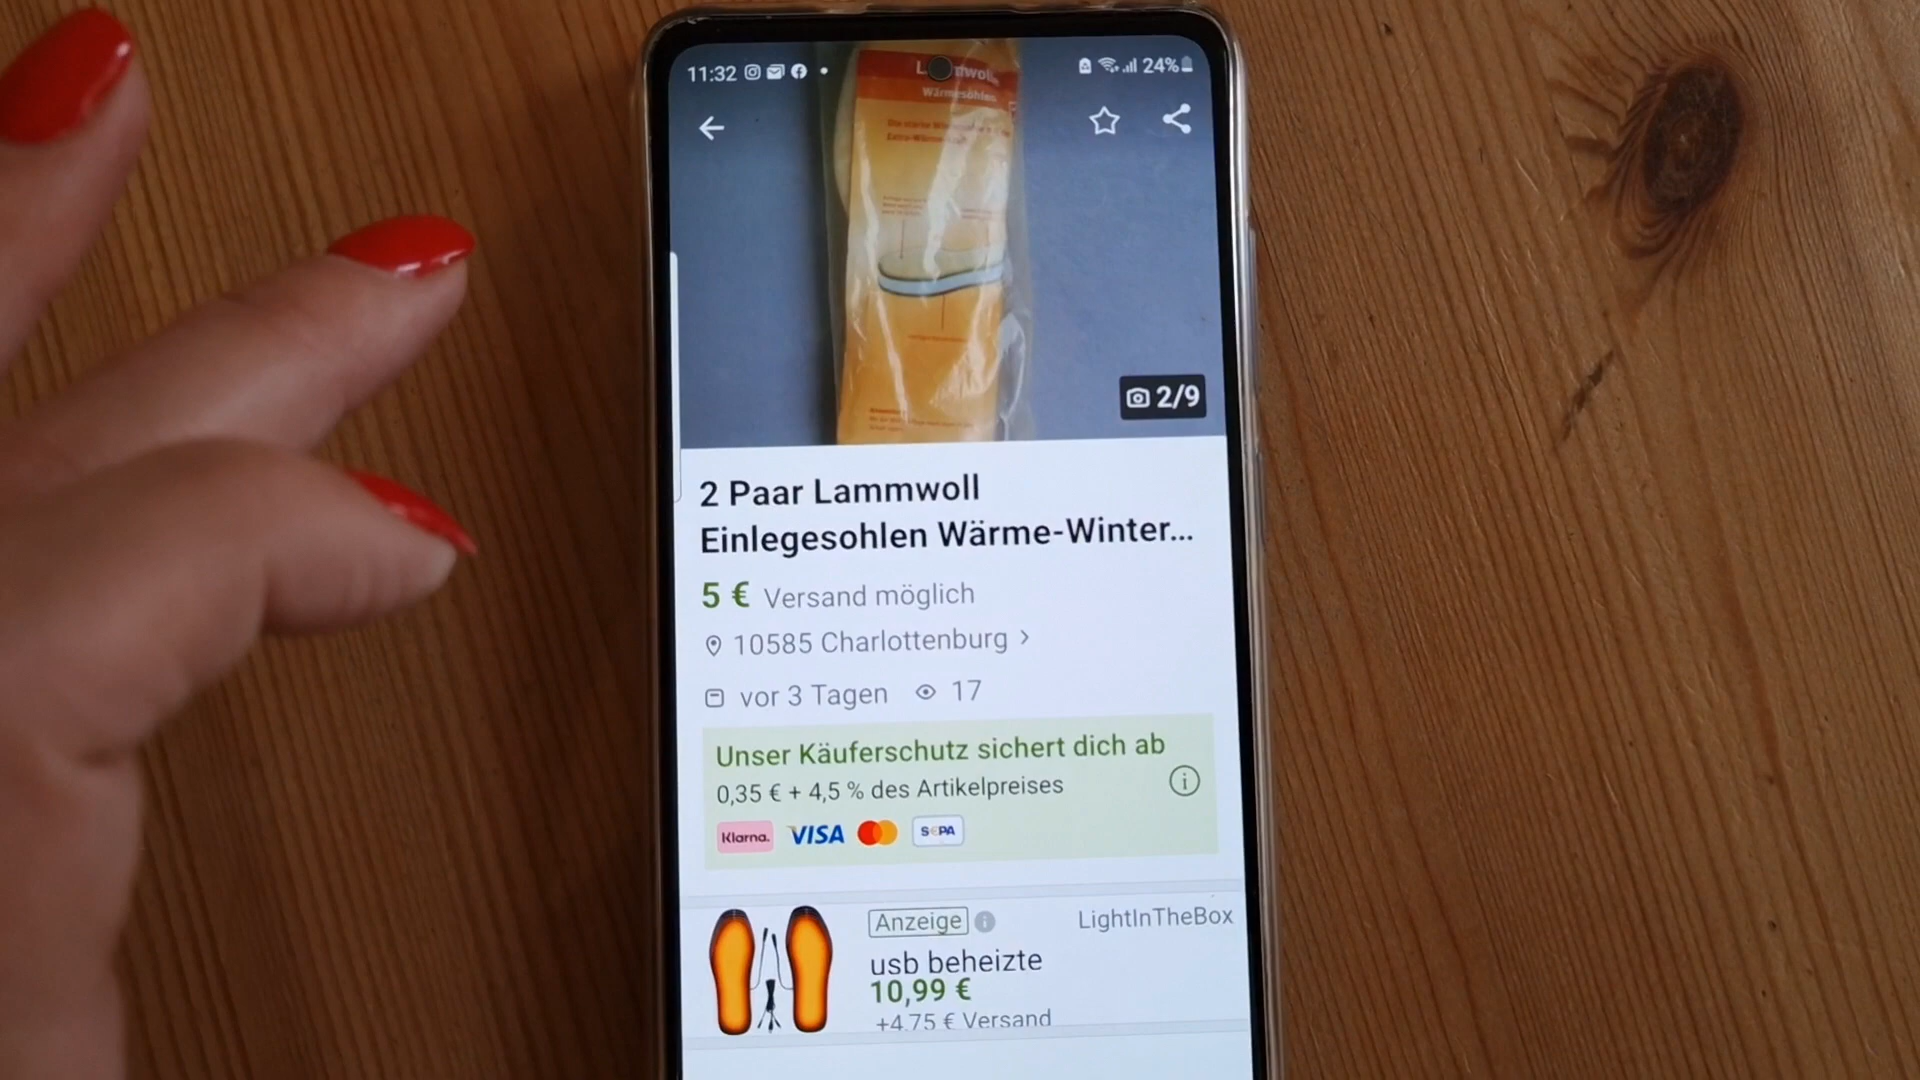 11:32
24%
Wärmesohlen
2/9
2 Paar Lammwoll
Einlegesohlen Wärme-Winter...
5 € Versand möglich
10585 Charlottenburg
vor 3 Tagen 17
Unser Käuferschutz sichert dich ab
0,35 € + 4,5 % des Artikelpreises
Klarna. VISA SEPA
Anzeige LightInTheBox
usb beheizte
10,99 €
+4,75 € Versand